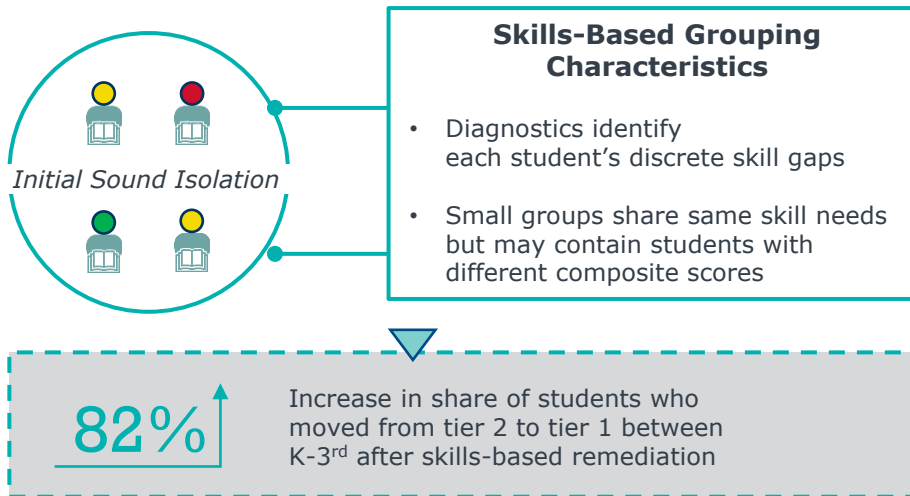 Skills-Based Grouping
Characteristics
• Diagnostics identify
each student’s discrete skill gaps
Initial Sound Isolation
• Small groups share same skill needs
but may contain students with
different composite scores
82%
Increase in share of students who
moved from tier 2 to tier 1 between
K-3rd after skills-based remediation